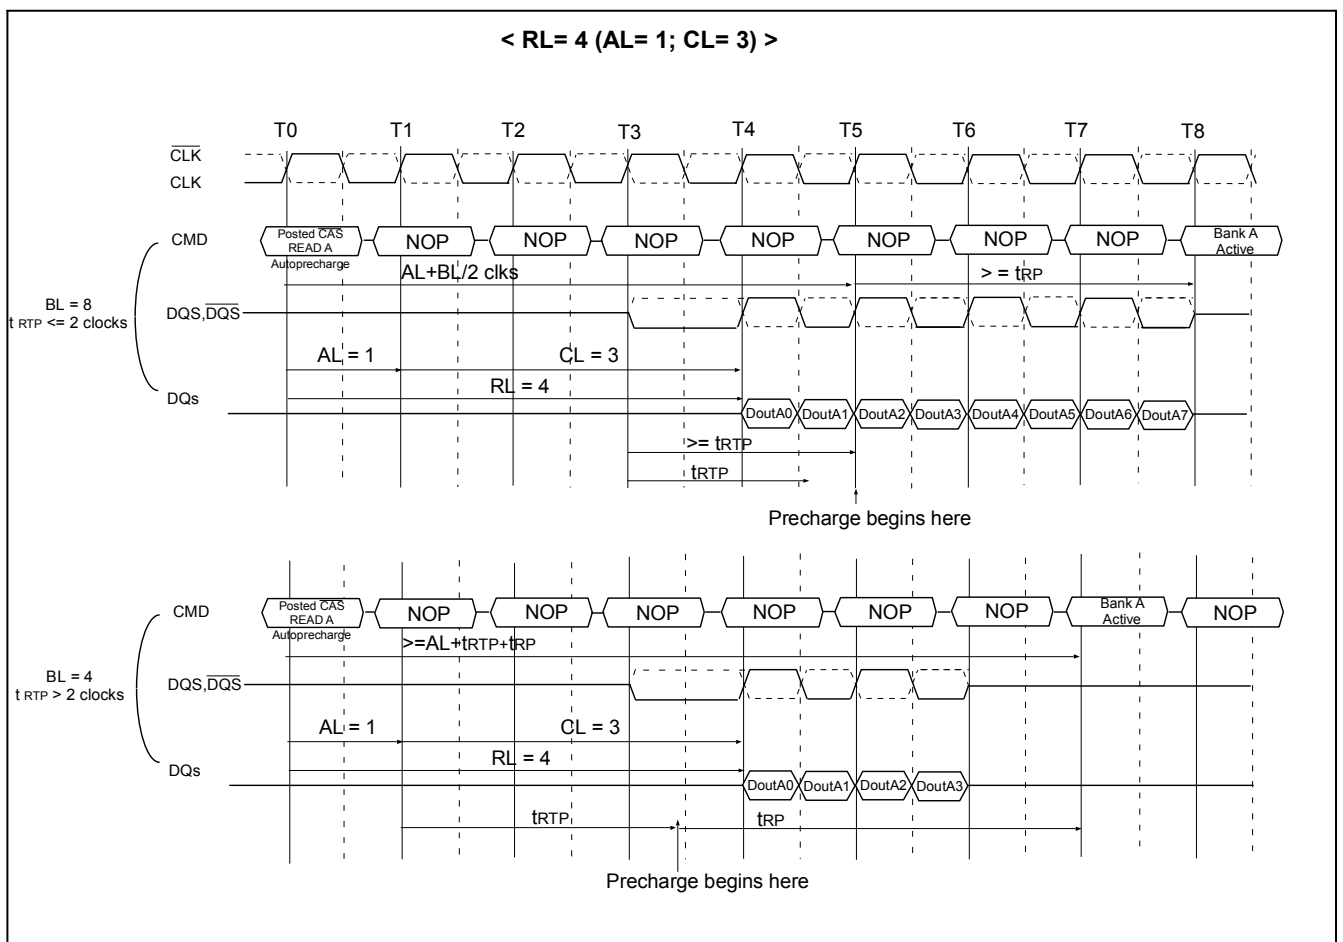 < RL= 4 (AL= 1; CL= 3) >
T0 T1 T2 T3 T4 T5 T6 T7 T8
CLK
CLK
CMD
Posted CAS
READ A
Autoprecharge
NOP NOP NOP NOP NOP NOP NOP
Bank A
Active
AL+BL/2 clks
> = tRP
BL = 8
t RTP <= 2 clocks
DQS,DQS
AL = 1
CL = 3
RL = 4
DQs
DoutA0 DoutA1 DoutA2 DoutA3 DoutA4 DoutA5 DoutA6 DoutA7
>= tRTP
tRTP
Precharge begins here
CMD
Posted CAS
READ A
Autoprecharge
NOP NOP NOP NOP NOP NOP
Bank A
Active
NOP
>=AL+tRTP+tRP
BL = 4
t RTP > 2 clocks
DQS,DQS
AL = 1
CL = 3
RL = 4
DQs
DoutA0 DoutA1 DoutA2 DoutA3
tRTP
tRP
Precharge begins here